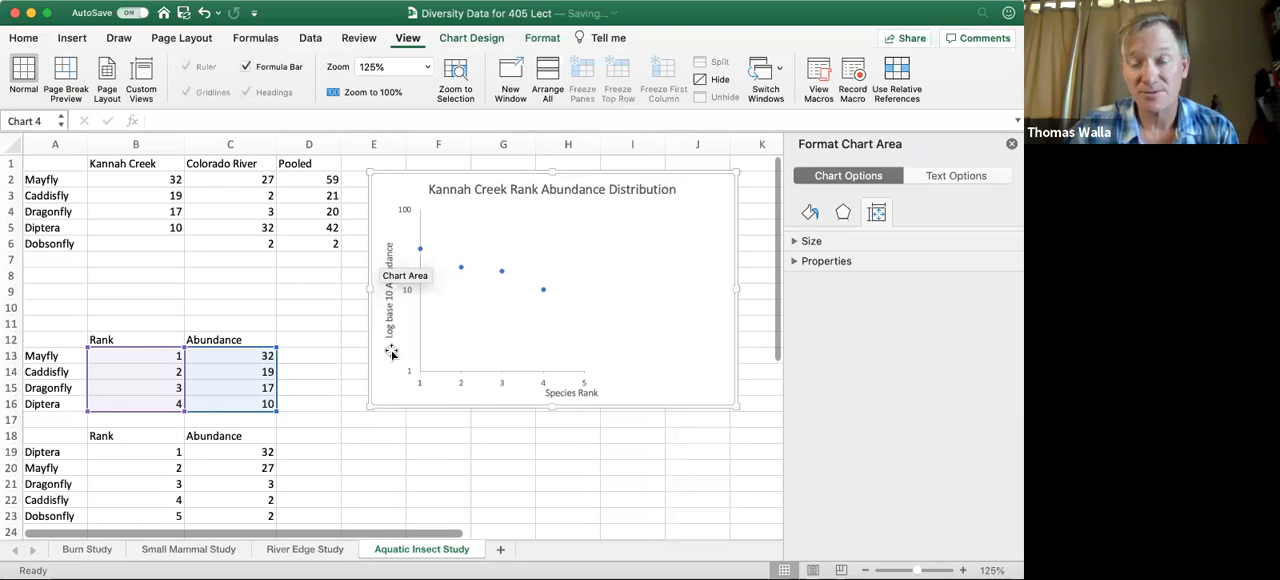 AutoSave ON Diversity Data for 405 Lect — Saving...
Home Insert Draw Page Layout Formulas Data Review View Chart Design Format Tell me Share Comments
Normal Page Break Preview Page Layout Custom Views Ruler Formula Bar Gridlines Headings Zoom 125% Zoom to 100% Zoom to Selection New Window Arrange All Freeze Panes Freeze Top Row Freeze First Column Split Hide Unhide Switch Windows View Macros Record Macro Use Relative References
Chart 4 fx
A B C D E F G H I J K
1 Kannah Creek Colorado River Pooled
2 Mayfly 32 27 59
3 Caddisfly 19 2 21
4 Dragonfly 17 3 20
5 Diptera 10 32 42
6 Dobsonfly 2 2
7
8
9
10
11
12 Rank Abundance
13 Mayfly 1 32
14 Caddisfly 2 19
15 Dragonfly 3 17
16 Diptera 4 10
17
18 Rank Abundance
19 Diptera 1 32
20 Mayfly 2 27
21 Dragonfly 3 3
22 Caddisfly 4 2
23 Dobsonfly 5 2
24
Kannah Creek Rank Abundance Distribution
100
10
1
Log base 10 A ndance
Chart Area
1 2 3 4 5
Species Rank
Format Chart Area
Chart Options Text Options
Size
Properties
Burn Study Small Mammal Study River Edge Study Aquatic Insect Study
Ready 125%
Thomas Walla